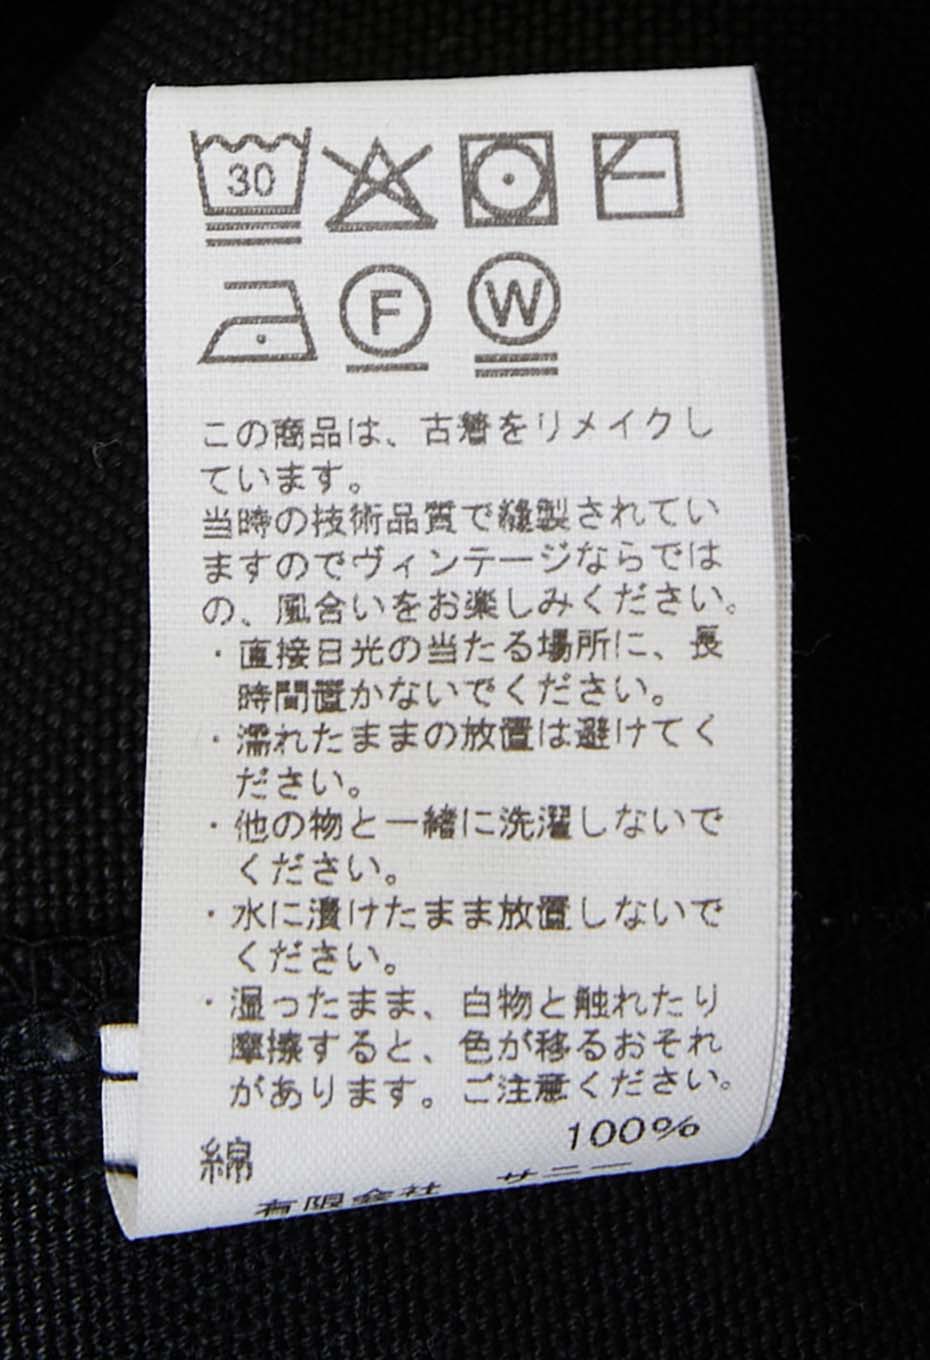 30
F W
この商品は、古着をリメイクし
ています。
当時の技術品質で縫製されてい
ますのでヴィンテージならでは
の、風合いをお楽しみください。
・直接日光の当たる場所に、長
時間置かないでください。
・濡れたままの放置は避けてく
ださい。
・他の物と一緒に洗濯しないで
ください。
・水に漬けたまま放置しないで
ください。
・湿ったまま、白物と触れたり
摩擦すると、色が移るおそれ
があります。ご注意ください。
綿 100%
有限会社 サニー